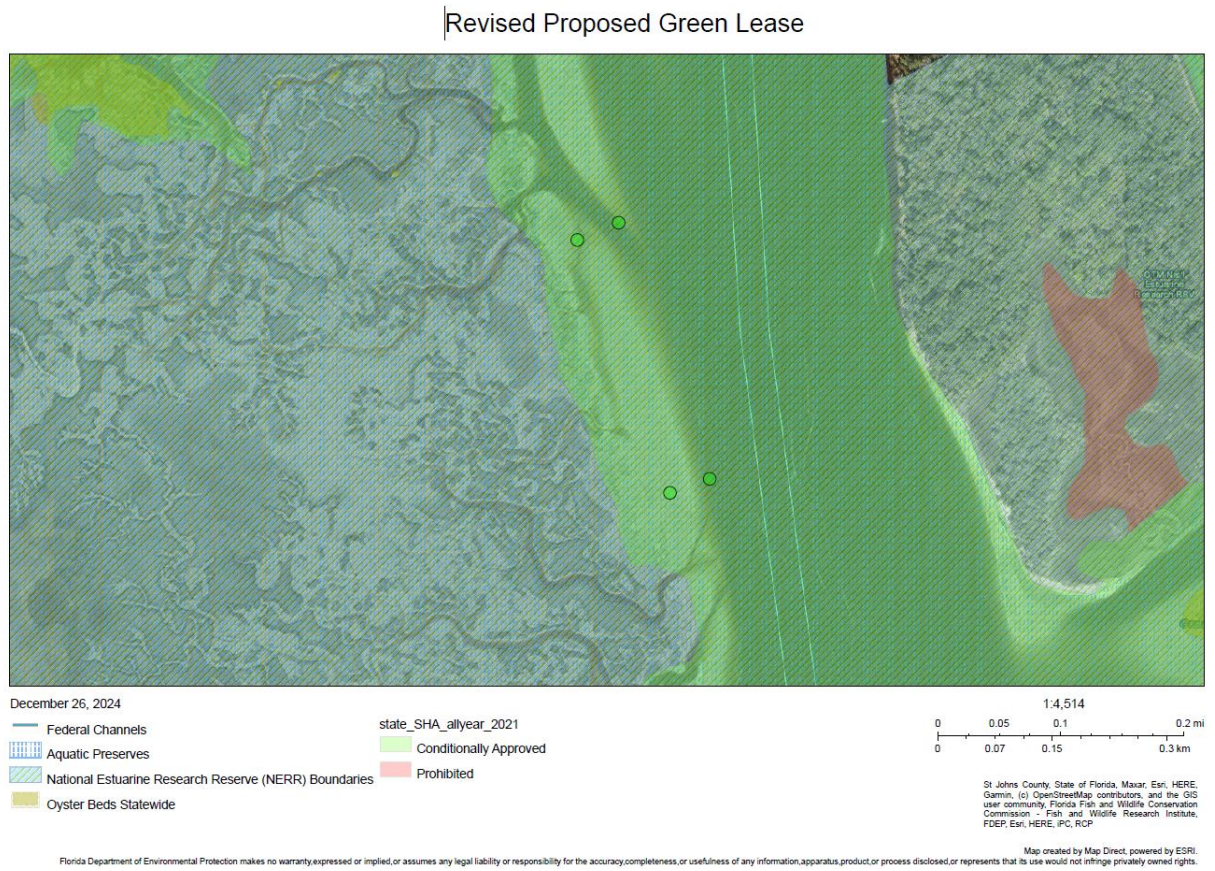 Revised Proposed Green Lease
GTM Nat'l
Estuarine
Research RSV
December 26, 2024
Federal Channels
Aquatic Preserves
National Estuarine Research Reserve (NERR) Boundaries
Oyster Beds Statewide
state_SHA_allyear_2021
Conditionally Approved
Prohibited
1:4,514
0 0.05 0.1 0.2 mi
0 0.07 0.15 0.3 km
St Johns County, State of Florida, Maxar, Esri, HERE,
Garmin, (c) OpenStreetMap contributors, and the GIS
user community, Florida Fish and Wildlife Conservation
Commission - Fish and Wildlife Research Institute,
FDEP, Esri, HERE, iPC, RCP
Map created by Map Direct, powered by ESRI.
Florida Department of Environmental Protection makes no warranty,expressed or implied,or assumes any legal liability or responsibility for the accuracy,completeness,or usefulness of any information,apparatus,product,or process disclosed,or represents that its use would not infringe privately owned rights.